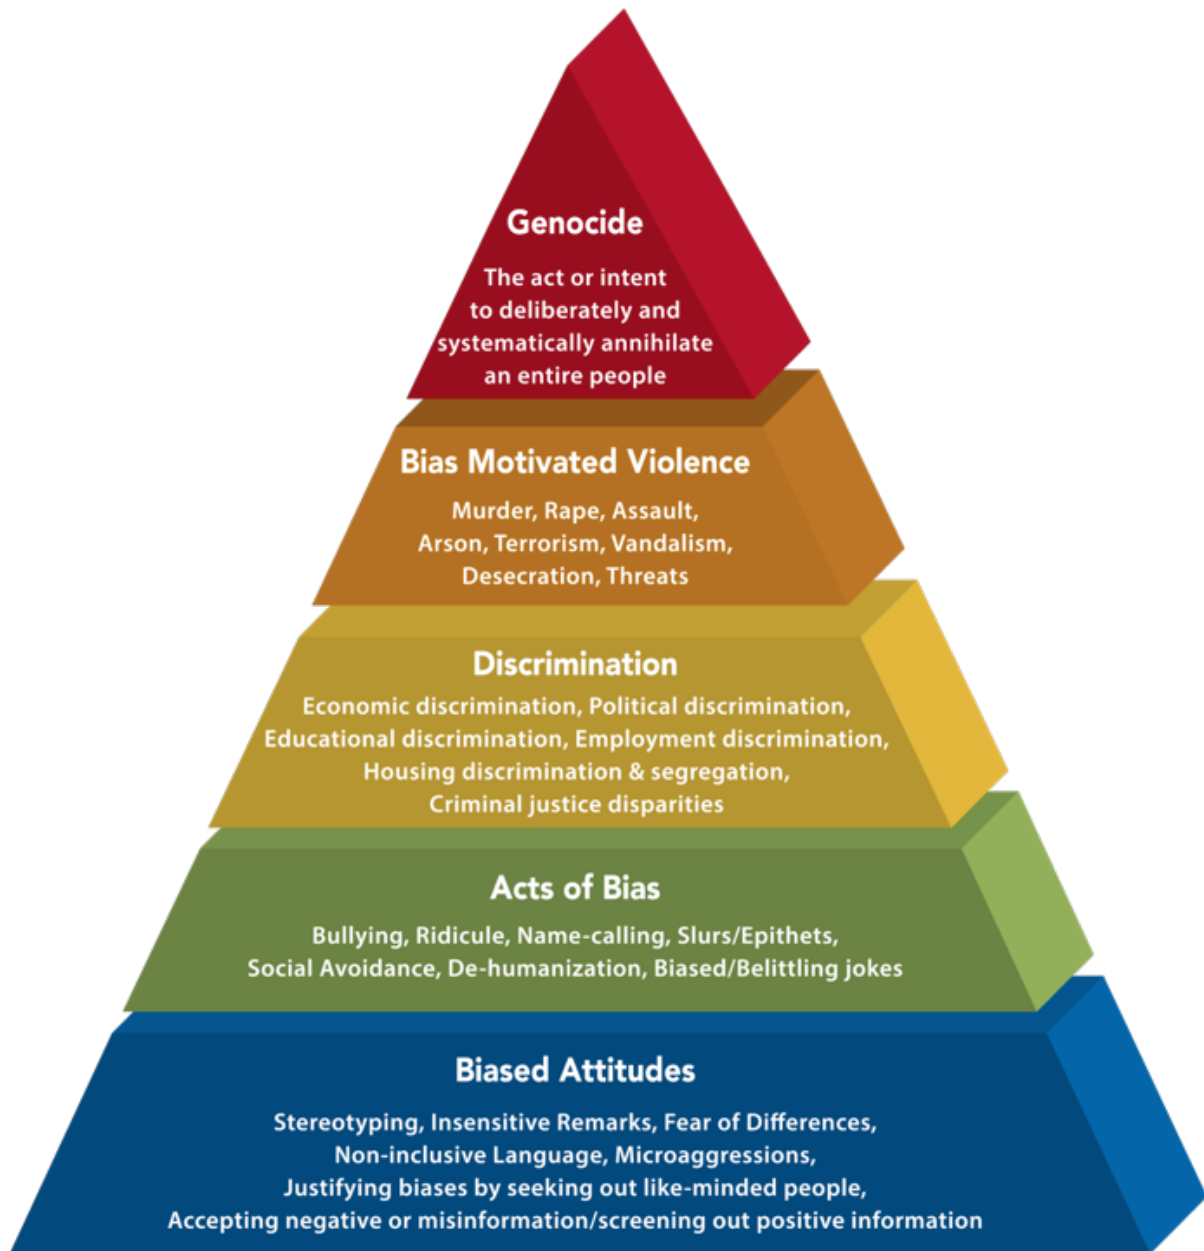 Genocide
The act or intent
to deliberately and
systematically annihilate
an entire people
Bias Motivated Violence
Murder, Rape, Assault,
Arson, Terrorism, Vandalism,
Desecration, Threats
Discrimination
Economic discrimination, Political discrimination,
Educational discrimination, Employment discrimination,
Housing discrimination & segregation,
Criminal justice disparities
Acts of Bias
Bullying, Ridicule, Name-calling, Slurs/Epithets,
Social Avoidance, De-humanization, Biased/Belittling jokes
Biased Attitudes
Stereotyping, Insensitive Remarks, Fear of Differences,
Non-inclusive Language, Microaggressions,
Justifying biases by seeking out like-minded people,
Accepting negative or misinformation/screening out positive information